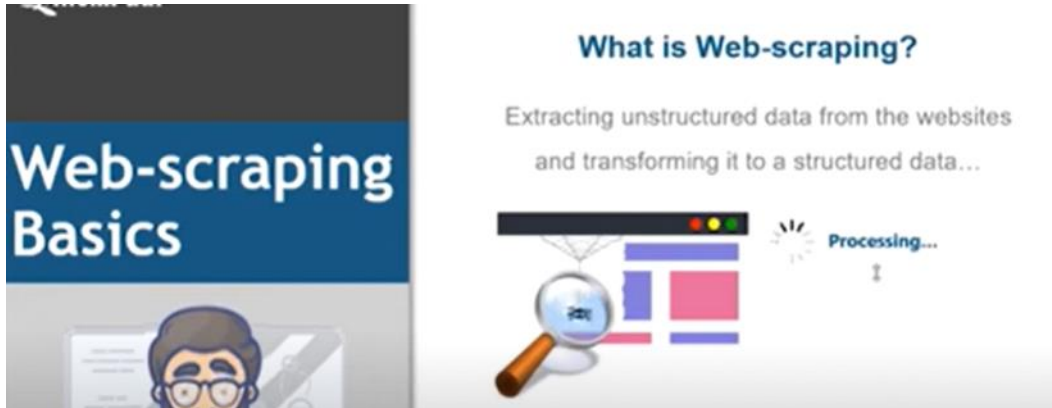 Web-scraping
Basics
What is Web-scraping?
Extracting unstructured data from the websites
and transforming it to a structured data...
Processing...